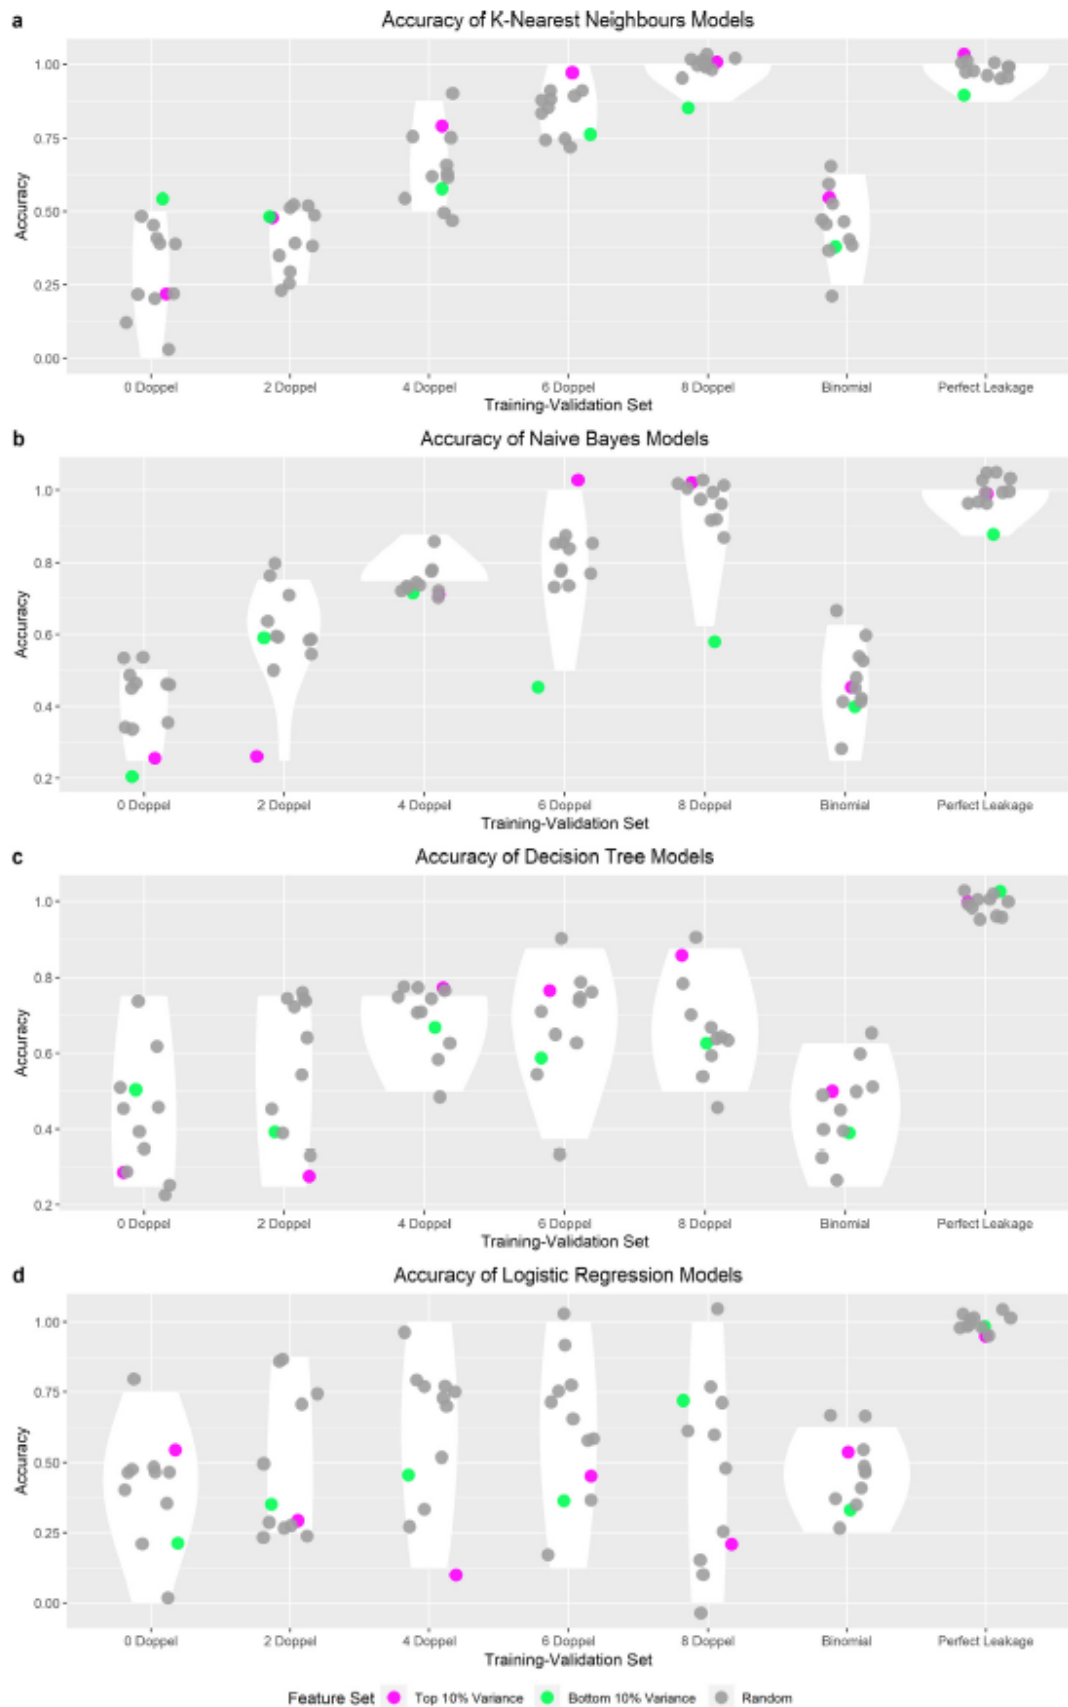 a
Accuracy of K-Nearest Neighbours Models
1.00
0.75
0.50
0.25
0.00
Accuracy
0 Doppel 2 Doppel 4 Doppel 6 Doppel 8 Doppel Binomial Perfect Leakage
Training-Validation Set
b
Accuracy of Naive Bayes Models
1.0
0.8
0.6
0.4
0.2
Accuracy
0 Doppel 2 Doppel 4 Doppel 6 Doppel 8 Doppel Binomial Perfect Leakage
Training-Validation Set
c
Accuracy of Decision Tree Models
1.0
0.8
0.6
0.4
0.2
Accuracy
0 Doppel 2 Doppel 4 Doppel 6 Doppel 8 Doppel Binomial Perfect Leakage
Training-Validation Set
d
Accuracy of Logistic Regression Models
1.00
0.75
0.50
0.25
0.00
Accuracy
0 Doppel 2 Doppel 4 Doppel 6 Doppel 8 Doppel Binomial Perfect Leakage
Training-Validation Set
Feature Set Top 10% Variance Bottom 10% Variance Random